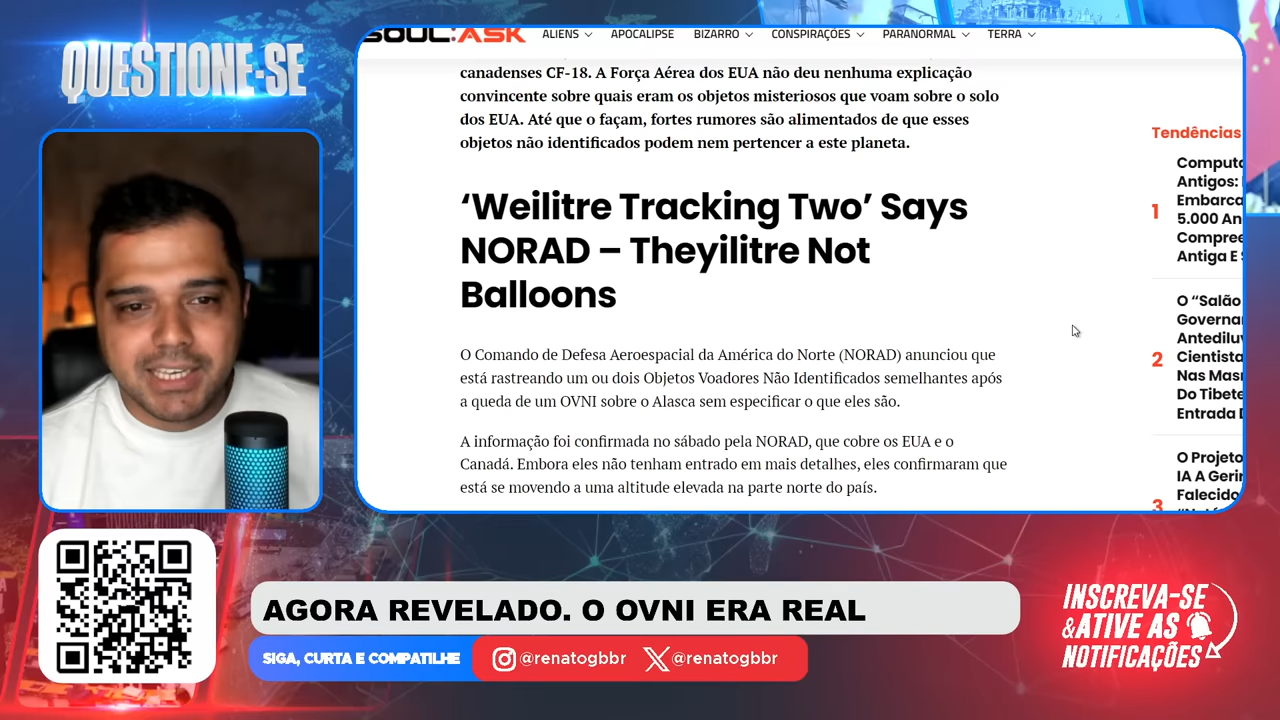 QUESTIONE-SE
SOUL:ASK
ALIENS
APOCALIPSE
BIZARRO
CONSPIRAÇÕES
PARANORMAL
TERRA
canadenses CF-18. A Força Aérea dos EUA não deu nenhuma explicação
convincente sobre quais eram os objetos misteriosos que voam sobre o solo
dos EUA. Até que o façam, fortes rumores são alimentados de que esses
objetos não identificados podem nem pertencer a este planeta.
‘Weilitre Tracking Two’ Says
NORAD – Theyilitre Not
Balloons
O Comando de Defesa Aeroespacial da América do Norte (NORAD) anunciou que
está rastreando um ou dois Objetos Voadores Não Identificados semelhantes após
a queda de um OVNI sobre o Alasca sem especificar o que eles são.
A informação foi confirmada no sábado pela NORAD, que cobre os EUA e o
Canadá. Embora eles não tenham entrado em mais detalhes, eles confirmaram que
está se movendo a uma altitude elevada na parte norte do país.
Tendências
1
Antigos:
5.000
Antiga E
2
O “Salão
Nas
Do
Entrada
3
O Projeto
IA A
AGORA REVELADO. O OVNI ERA REAL
SIGA, CURTA E COMPATILHE
@renatogbbr
@renatogbbr
INSCREVA-SE
&ATIVE AS
NOTIFICAÇÕES